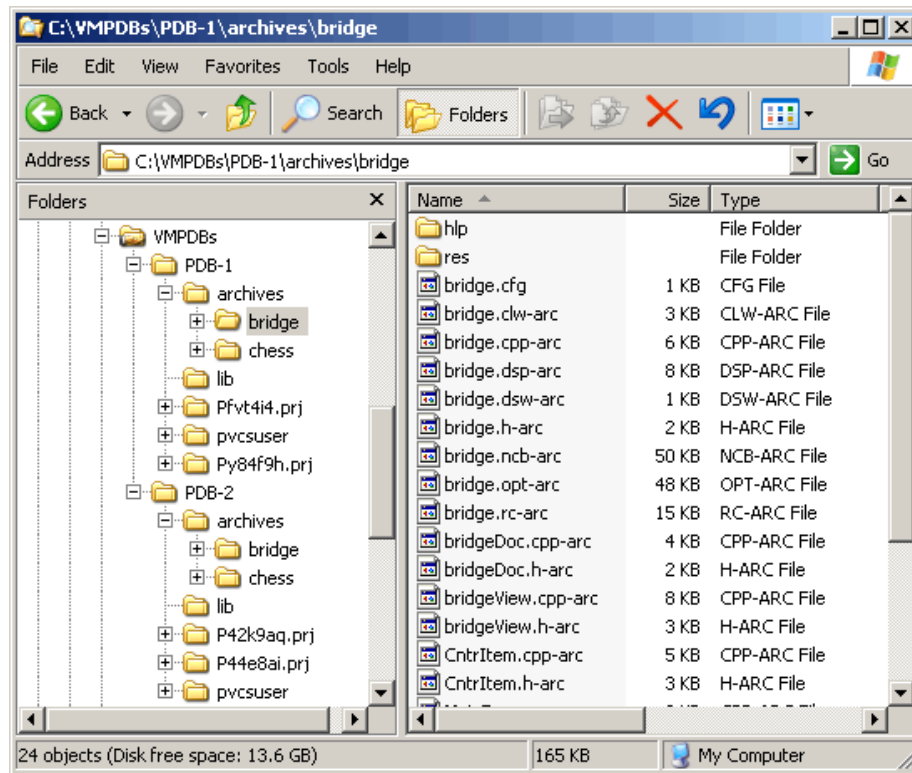 C:\VMPDBs\PDB-1\archives\bridge
File Edit View Favorites Tools Help
Back Search Folders
Address C:\VMPDBs\PDB-1\archives\bridge Go
Folders
VMPDBs
PDB-1
archives
bridge
chess
lib
Pfvt4i4.prj
pvcsuser
Py84f9h.prj
PDB-2
archives
bridge
chess
lib
P42k9aq.prj
P44e8ai.prj
pvcsuser
Name Size Type
hlp File Folder
res File Folder
bridge.cfg 1 KB CFG File
bridge.clw-arc 3 KB CLW-ARC File
bridge.cpp-arc 6 KB CPP-ARC File
bridge.dsp-arc 8 KB DSP-ARC File
bridge.dsw-arc 1 KB DSW-ARC File
bridge.h-arc 2 KB H-ARC File
bridge.ncb-arc 50 KB NCB-ARC File
bridge.opt-arc 48 KB OPT-ARC File
bridge.rc-arc 15 KB RC-ARC File
bridgeDoc.cpp-arc 4 KB CPP-ARC File
bridgeDoc.h-arc 2 KB H-ARC File
bridgeView.cpp-arc 8 KB CPP-ARC File
bridgeView.h-arc 3 KB H-ARC File
CntrItem.cpp-arc 5 KB CPP-ARC File
CntrItem.h-arc 3 KB H-ARC File
24 objects (Disk free space: 13.6 GB) 165 KB My Computer